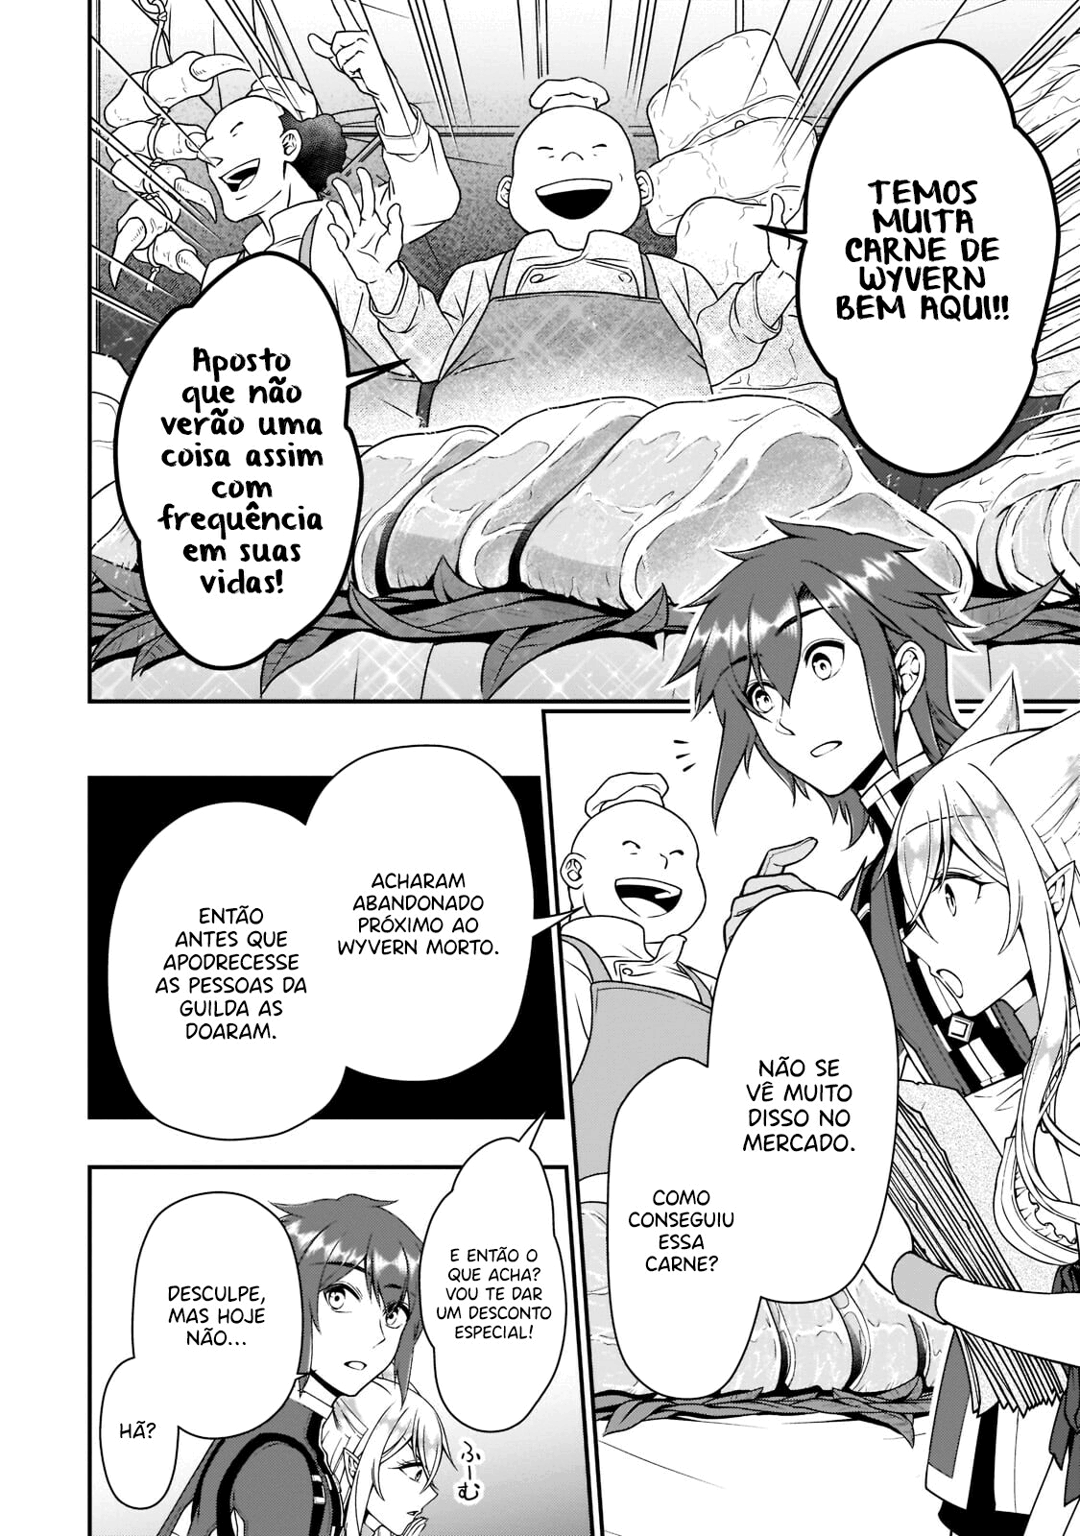 TEMOS
MUITA
CARNE DE
WYVERN
BEM AQUI!!
Aposto
que não
verão uma
coisa assim
com
frequência
em suas
vidas!
NÃO SE
VÊ MUITO
DISSO NO
MERCADO.
COMO
CONSEGUIU
ESSA
CARNE?
ACHARAM
ABANDONADO
PRÓXIMO AO
WYVERN MORTO.
ENTÃO
ANTES QUE
APODRECESSE
AS PESSOAS DA
GUILDA AS
DOARAM.
E ENTÃO O
QUE ACHA?
VOU TE DAR
UM DESCONTO
ESPECIAL!
DESCULPE,
MAS HOJE
NÃO...
HÃ?
ふーむ